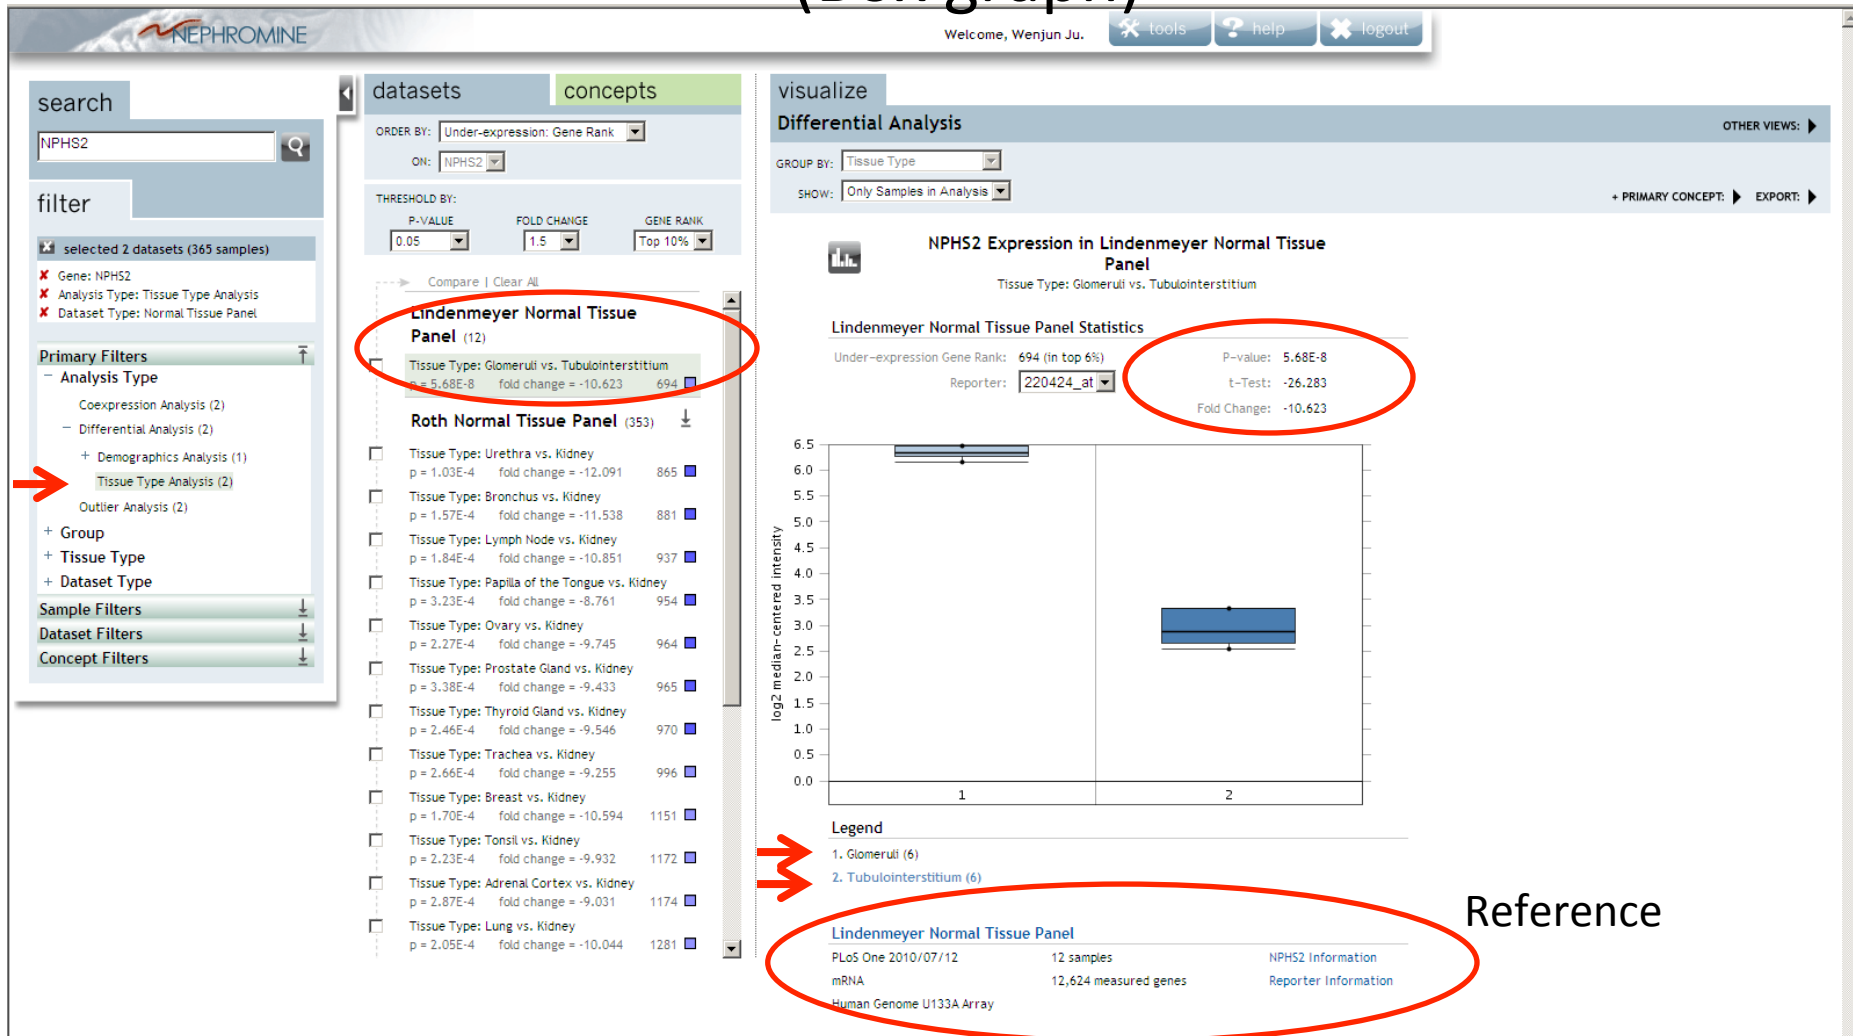 (Box graph)
NEPHROMINE
Welcome, Wenjun Ju.
tools
help
logout
search
NPHS2
filter
selected 2 datasets (365 samples)
Gene: NPHS2
Analysis Type: Tissue Type Analysis
Dataset Type: Normal Tissue Panel
Primary Filters
Analysis Type
Coexpression Analysis (2)
Differential Analysis (2)
Demographics Analysis (1)
Tissue Type Analysis (2)
Outlier Analysis (2)
Group
Tissue Type
Dataset Type
Sample Filters
Dataset Filters
Concept Filters
datasets
concepts
ORDER BY: Under-expression: Gene Rank
ON: NPHS2
THRESHOLD BY:
P-VALUE FOLD CHANGE GENE RANK
0.05 1.5 Top 10%
Compare | Clear All
Lindenmeyer Normal Tissue
Panel (12)
Tissue Type: Glomeruli vs. Tubulointerstitium
p = 5.68E-8 fold change = -10.623 694
Roth Normal Tissue Panel (353)
Tissue Type: Urethra vs. Kidney
p = 1.03E-4 fold change = -12.091 865
Tissue Type: Bronchus vs. Kidney
p = 1.57E-4 fold change = -11.538 881
Tissue Type: Lymph Node vs. Kidney
p = 1.84E-4 fold change = -10.851 937
Tissue Type: Papilla of the Tongue vs. Kidney
p = 3.23E-4 fold change = -8.761 954
Tissue Type: Ovary vs. Kidney
p = 2.27E-4 fold change = -9.745 964
Tissue Type: Prostate Gland vs. Kidney
p = 3.38E-4 fold change = -9.433 965
Tissue Type: Thyroid Gland vs. Kidney
p = 2.46E-4 fold change = -9.546 970
Tissue Type: Trachea vs. Kidney
p = 2.66E-4 fold change = -9.255 996
Tissue Type: Breast vs. Kidney
p = 1.70E-4 fold change = -10.594 1151
Tissue Type: Tonsil vs. Kidney
p = 2.23E-4 fold change = -9.932 1172
Tissue Type: Adrenal Cortex vs. Kidney
p = 2.87E-4 fold change = -9.031 1174
Tissue Type: Lung vs. Kidney
p = 2.05E-4 fold change = -10.044 1281
visualize
Differential Analysis
OTHER VIEWS:
GROUP BY: Tissue Type
SHOW: Only Samples in Analysis
+ PRIMARY CONCEPT: EXPORT:
NPHS2 Expression in Lindenmeyer Normal Tissue
Panel
Tissue Type: Glomeruli vs. Tubulointerstitium
Lindenmeyer Normal Tissue Panel Statistics
Under-expression Gene Rank: 694 (in top 6%)
Reporter: 220424_at
P-value: 5.68E-8
t-Test: -26.283
Fold Change: -10.623
log2 median-centered intensity
6.5
6.0
5.5
5.0
4.5
4.0
3.5
3.0
2.5
2.0
1.5
1.0
0.5
0.0
1 2
Legend
1. Glomeruli (6)
2. Tubulointerstitium (6)
Reference
Lindenmeyer Normal Tissue Panel
PLoS One 2010/07/12 12 samples NPHS2 Information
mRNA 12,624 measured genes Reporter Information
Human Genome U133A Array